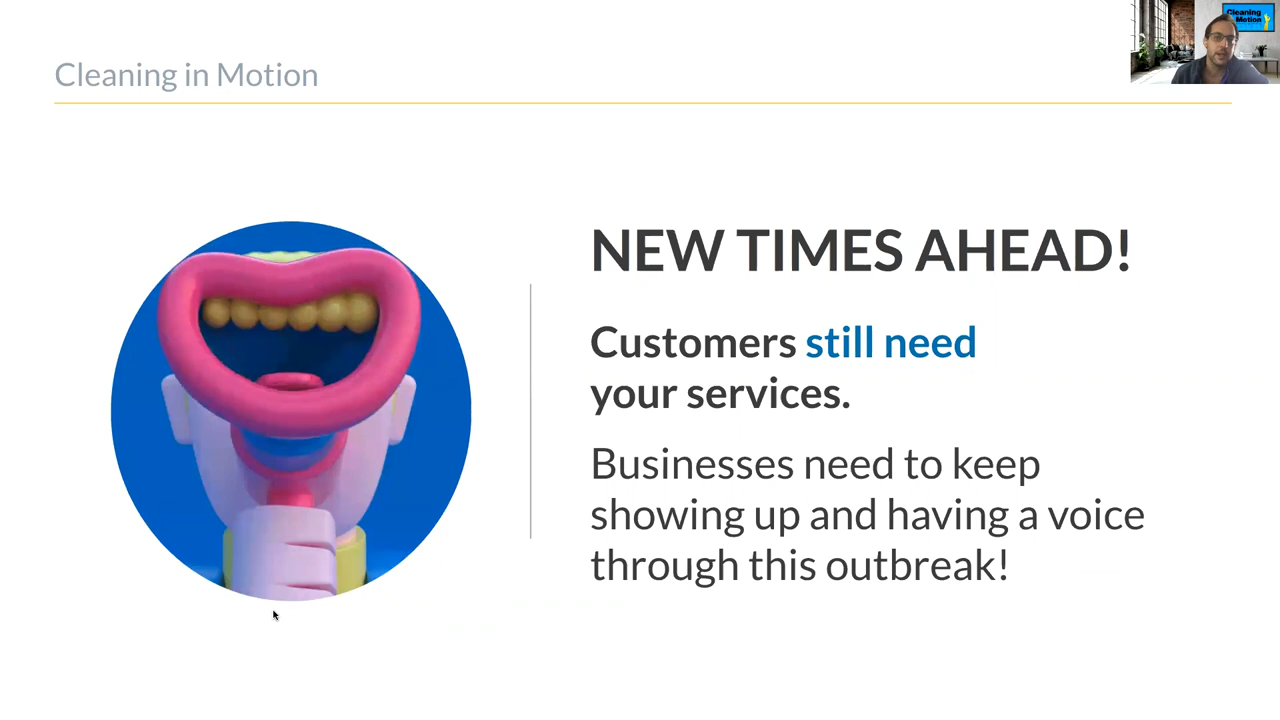 Cleaning in Motion
Cleaning
Motion
NEW TIMES AHEAD!
Customers still need
your services.
Businesses need to keep
showing up and having a voice
through this outbreak!